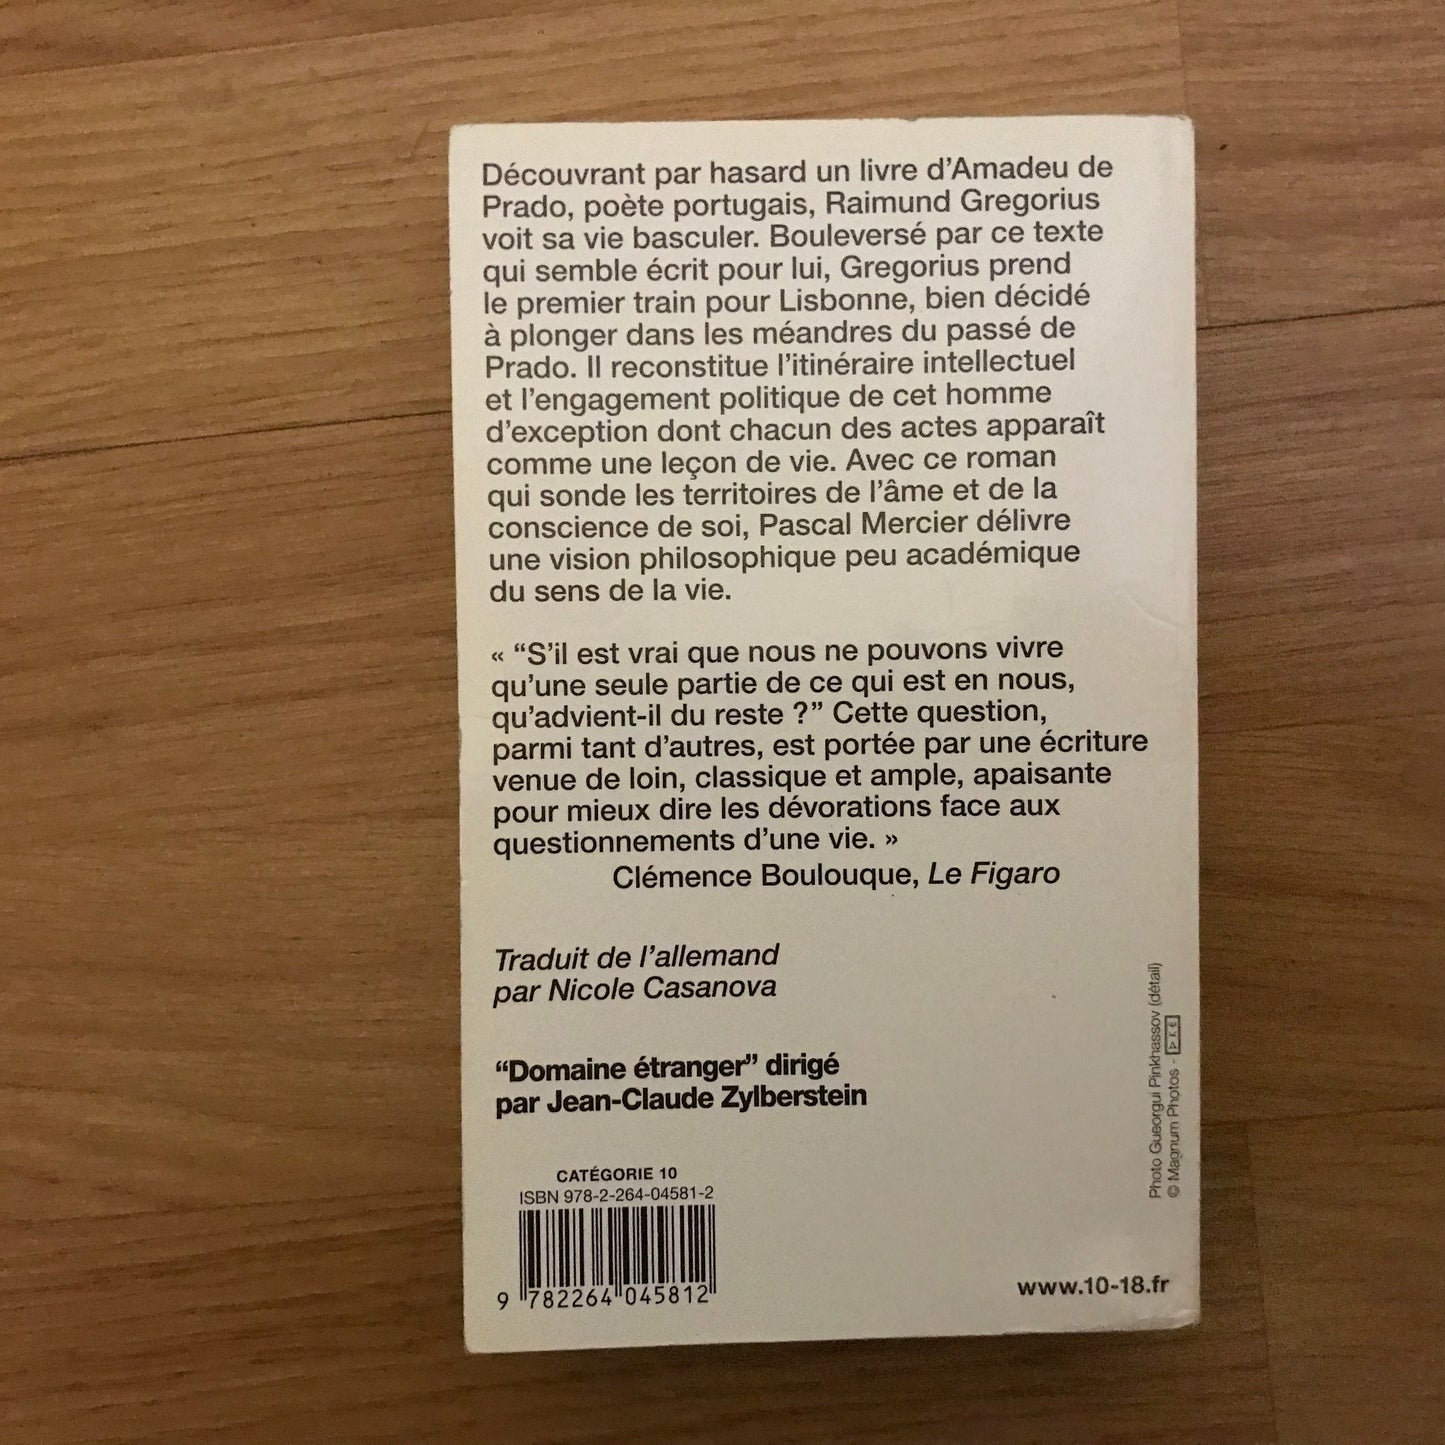 Découvrant par hasard un livre d'Amadeu de
Prado, poète portugais, Raimund Gregorius
voit sa vie basculer. Bouleversé par ce texte
qui semble écrit pour lui, Gregorius prend
le premier train pour Lisbonne, bien décidé
à plonger dans les méandres du passé de
Prado. Il reconstitue l'itinéraire intellectuel
et l'engagement politique de cet homme
d'exception dont chacun des actes apparaît
comme une leçon de vie. Avec ce roman
qui sonde les territoires de l'âme et de la
conscience de soi, Pascal Mercier délivre
une vision philosophique peu académique
du sens de la vie.
« “S'il est vrai que nous ne pouvons vivre
qu'une seule partie de ce qui est en nous,
qu'advient-il du reste ?” Cette question,
parmi tant d'autres, est portée par une écriture
venue de loin, classique et ample, apaisante
pour mieux dire les dévorations face aux
questionnements d'une vie. »
Clémence Boulouque, Le Figaro
Traduit de l'allemand
par Nicole Casanova
“Domaine étranger” dirigé
par Jean-Claude Zylberstein
CATÉGORIE 10
ISBN 978-2-264-04581-2
9 782264 045812
www.10-18.fr
Photo Gueorgui Pinkhassov (détail)
© Magnum Photos -